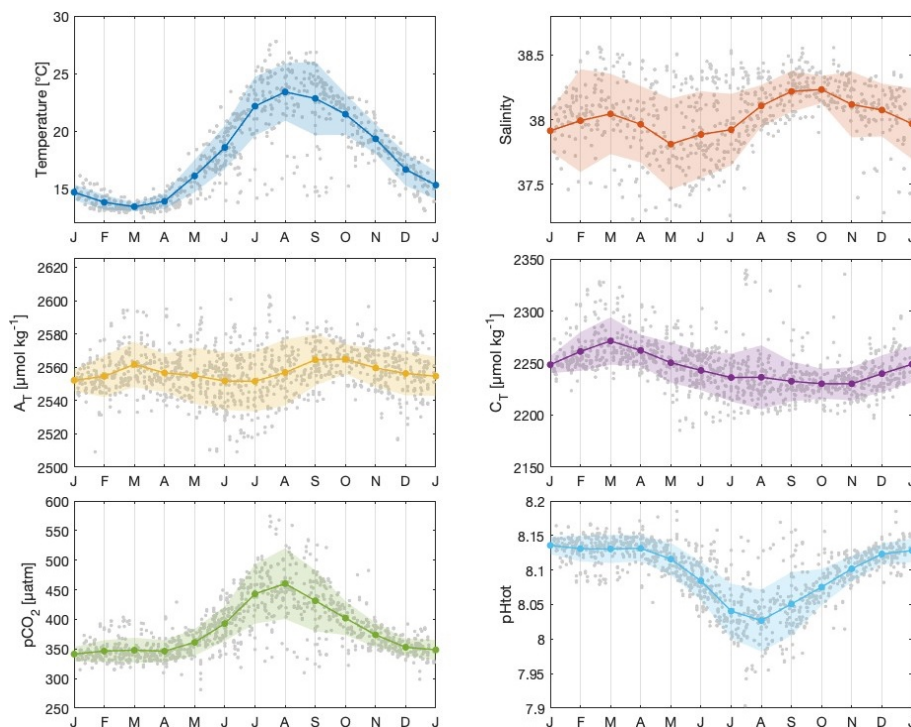 30
25
20
15
Temperature [°C]
J F M A M J J A S O N D J
38.5
38
37.5
Salinity
J F M A M J J A S O N D J
2620
2600
2580
2560
2540
2520
2500
A_T [µmol kg⁻¹]
J F M A M J J A S O N D J
2350
2300
2250
2200
2150
C_T [µmol kg⁻¹]
J F M A M J J A S O N D J
600
550
500
450
400
350
300
250
pCO₂ [µatm]
J F M A M J J A S O N D J
8.2
8.15
8.1
8.05
8
7.95
7.9
pHtot
J F M A M J J A S O N D J